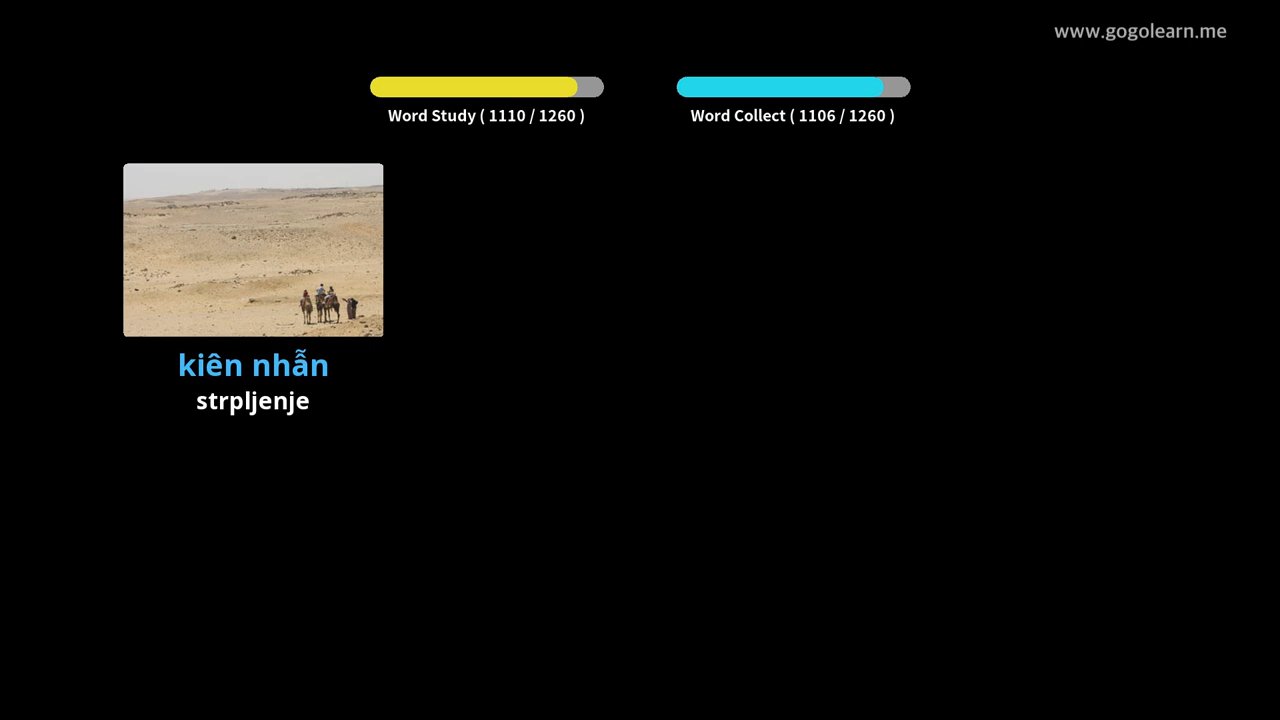 www.gogolearn.me
Word Study ( 1110 / 1260 )
Word Collect ( 1106 / 1260 )
kiên nhẫn
strpljenje